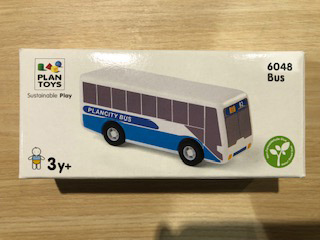 PLAN
TOYS
Sustainable Play
6048
Bus
PLANCITY BUS
3y+